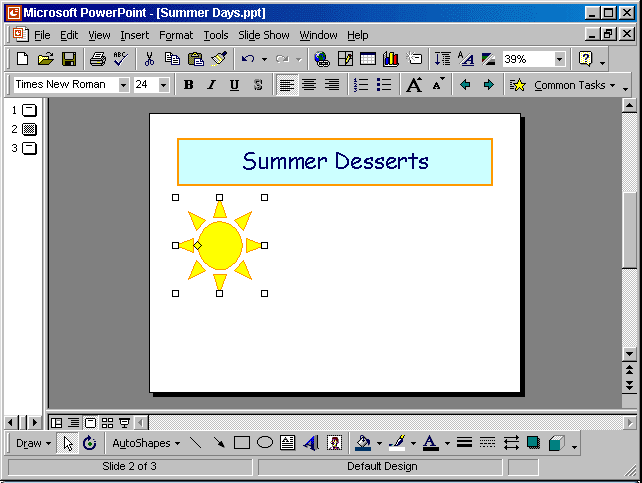 Microsoft PowerPoint - [Summer Days.ppt]
File Edit View Insert Format Tools Slide Show Window Help
39%
Times New Roman 24 B I U S A A Common Tasks
1
2
3
Summer Desserts
Draw AutoShapes A A
Slide 2 of 3 Default Design